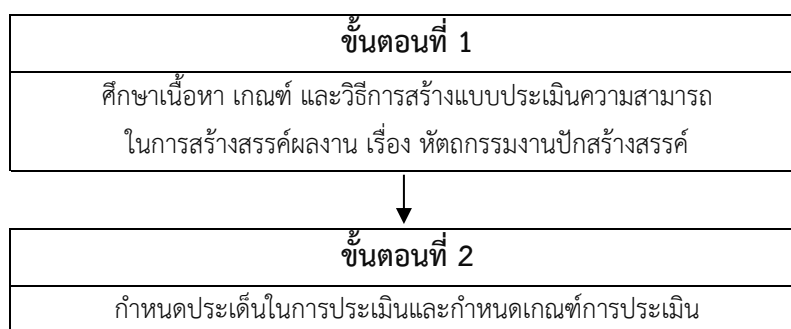 ขั้นตอนที่ 1
ศึกษาเนื้อหา เกณฑ์ และวิธีการสร้างแบบประเมินความสามารถ
ในการสร้างสรรค์ผลงาน เรื่อง หัตถกรรมงานปักสร้างสรรค์
ขั้นตอนที่ 2
กำหนดประเด็นในการประเมินและกำหนดเกณฑ์การประเมิน